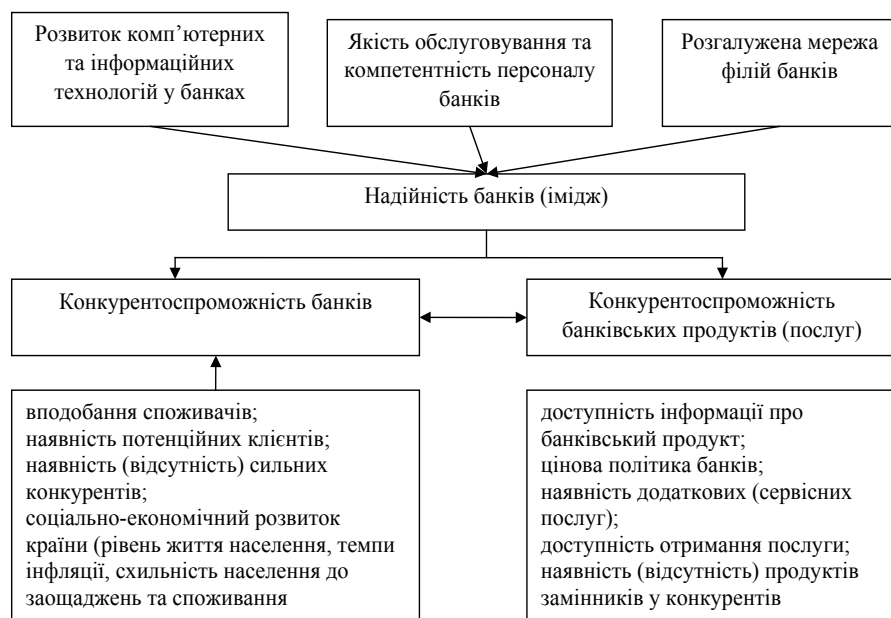 Розвиток комп’ютерних
та інформаційних
технологій у банках
Якість обслуговування та
компетентність персоналу
банків
Розгалужена мережа
філій банків
Надійність банків (імідж)
Конкурентоспроможність банків
Конкурентоспроможність
банківських продуктів (послуг)
вподобання споживачів;
наявність потенційних клієнтів;
наявність (відсутність) сильних
конкурентів;
соціально-економічний розвиток
країни (рівень життя населення, темпи
інфляції, схильність населення до
заощаджень та споживання
доступність інформації про
банківський продукт;
цінова політика банків;
наявність додаткових (сервісних
послуг);
доступність отримання послуги;
наявність (відсутність) продуктів
замінників у конкурентів